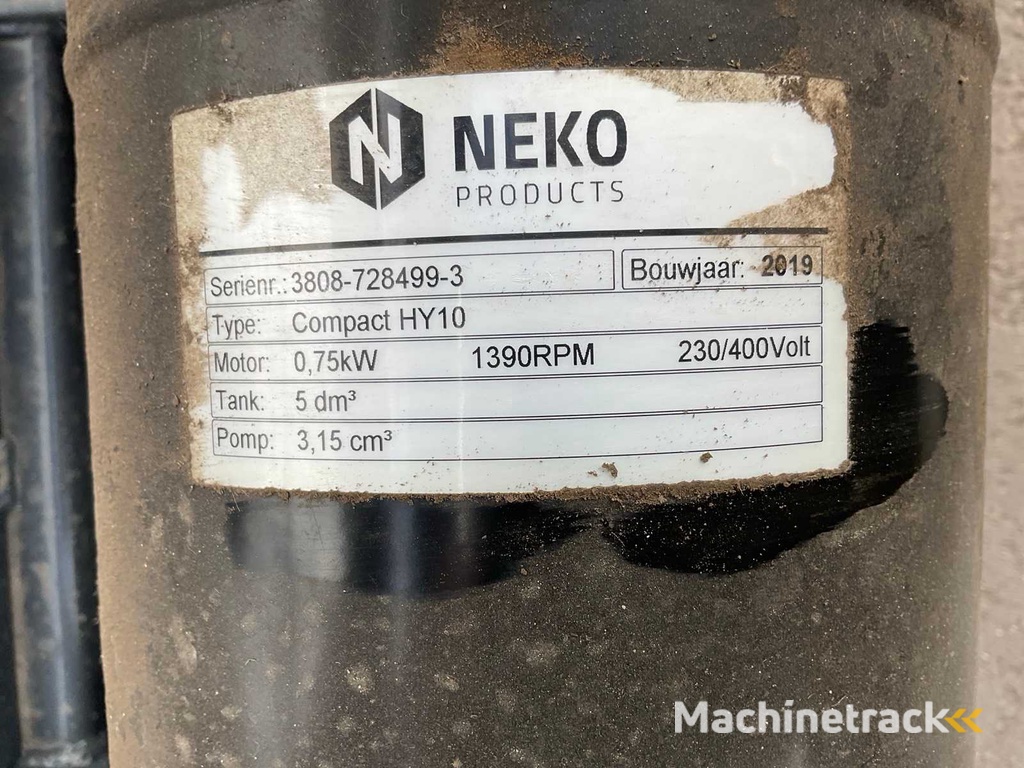 NEKO
PRODUCTS
Serienr.: 3808-728499-3 Bouwjaar: 2019
Type: Compact HY10
Motor: 0,75kW 1390RPM 230/400Volt
Tank: 5 dm³
Pomp: 3,15 cm³
Machinetrack